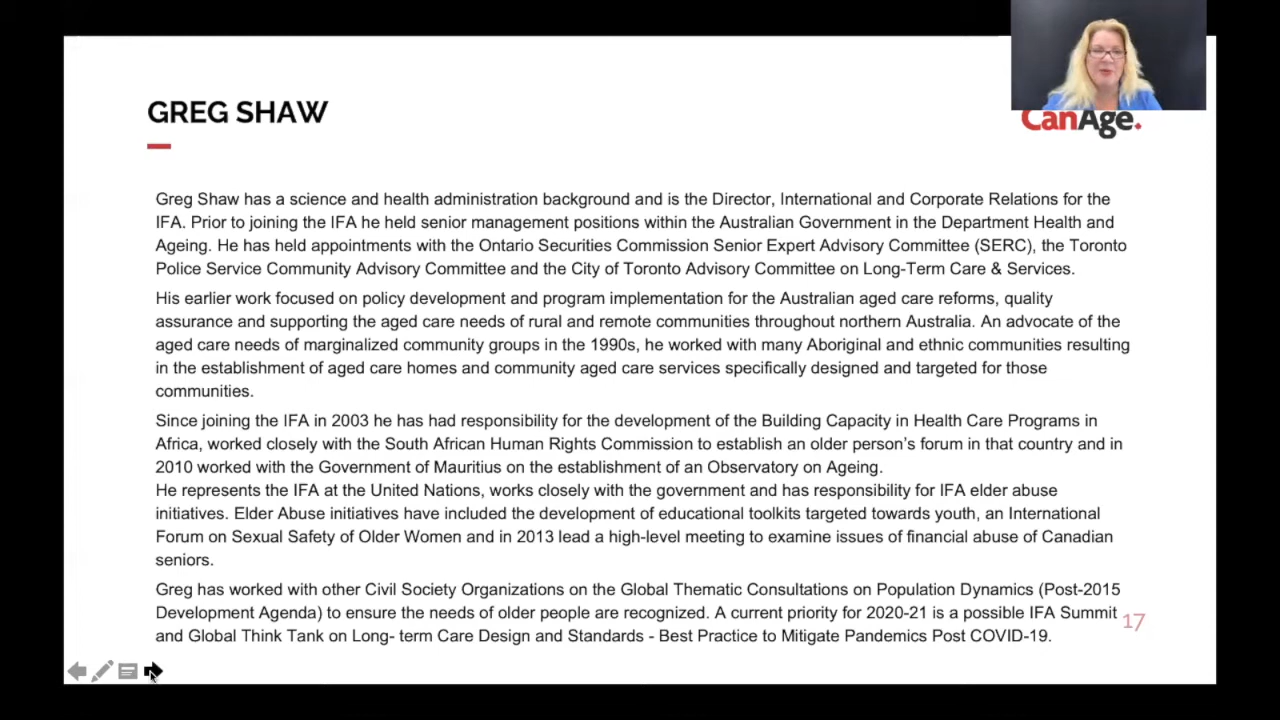 GREG SHAW
CanAge.
Greg Shaw has a science and health administration background and is the Director, International and Corporate Relations for the
IFA. Prior to joining the IFA he held senior management positions within the Australian Government in the Department Health and
Ageing. He has held appointments with the Ontario Securities Commission Senior Expert Advisory Committee (SERC), the Toronto
Police Service Community Advisory Committee and the City of Toronto Advisory Committee on Long-Term Care & Services.
His earlier work focused on policy development and program implementation for the Australian aged care reforms, quality
assurance and supporting the aged care needs of rural and remote communities throughout northern Australia. An advocate of the
aged care needs of marginalized community groups in the 1990s, he worked with many Aboriginal and ethnic communities resulting
in the establishment of aged care homes and community aged care services specifically designed and targeted for those
communities.
Since joining the IFA in 2003 he has had responsibility for the development of the Building Capacity in Health Care Programs in
Africa, worked closely with the South African Human Rights Commission to establish an older person’s forum in that country and in
2010 worked with the Government of Mauritius on the establishment of an Observatory on Ageing.
He represents the IFA at the United Nations, works closely with the government and has responsibility for IFA elder abuse
initiatives. Elder Abuse initiatives have included the development of educational toolkits targeted towards youth, an International
Forum on Sexual Safety of Older Women and in 2013 lead a high-level meeting to examine issues of financial abuse of Canadian
seniors.
Greg has worked with other Civil Society Organizations on the Global Thematic Consultations on Population Dynamics (Post-2015
Development Agenda) to ensure the needs of older people are recognized. A current priority for 2020-21 is a possible IFA Summit
and Global Think Tank on Long- term Care Design and Standards - Best Practice to Mitigate Pandemics Post COVID-19.
17